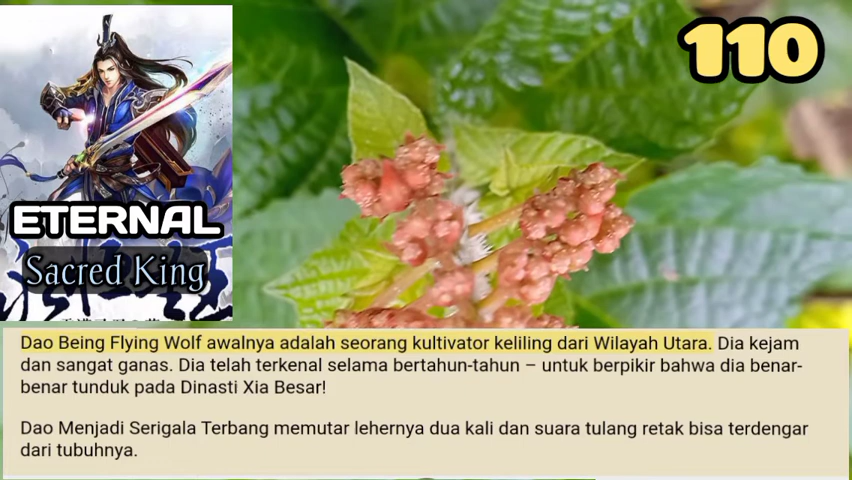 110
ETERNAL
Sacred King
Dao Being Flying Wolf awalnya adalah seorang kultivator keliling dari Wilayah Utara. Dia kejam
dan sangat ganas. Dia telah terkenal selama bertahun-tahun – untuk berpikir bahwa dia benar-
benar tunduk pada Dinasti Xia Besar!
Dao Menjadi Serigala Terbang memutar lehernya dua kali dan suara tulang retak bisa terdengar
dari tubuhnya.